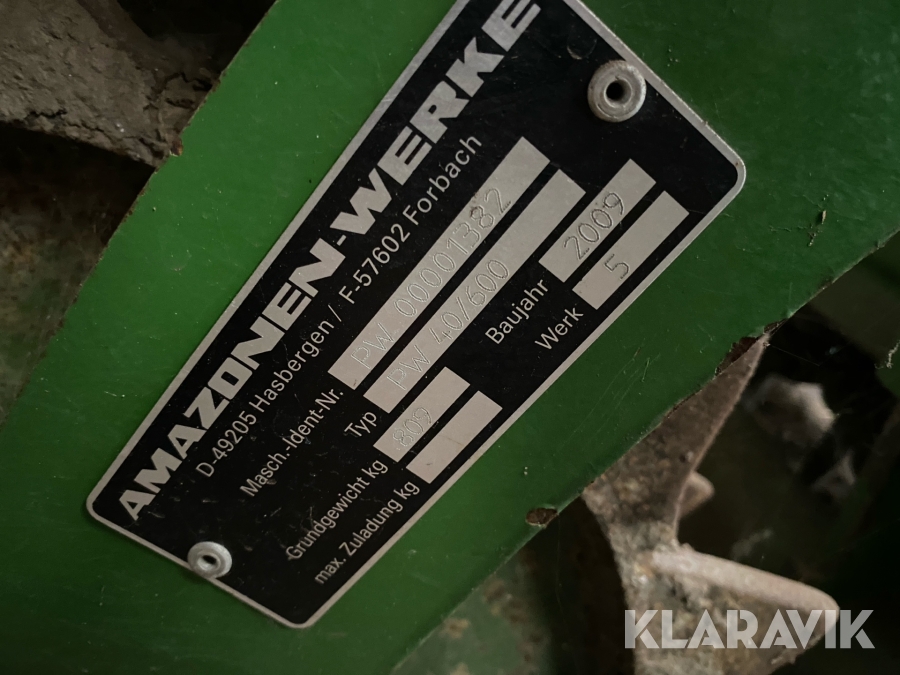 AMAZONEN-WERKE
D-49205 Hasbergen / F-57602 Forbach
Masch.-Ident-Nr. PW 00001382
Typ PW 40/600
Grundgewicht kg 809
max. Zuladung kg
Baujahr 2009
Werk 5
KLARAVIK